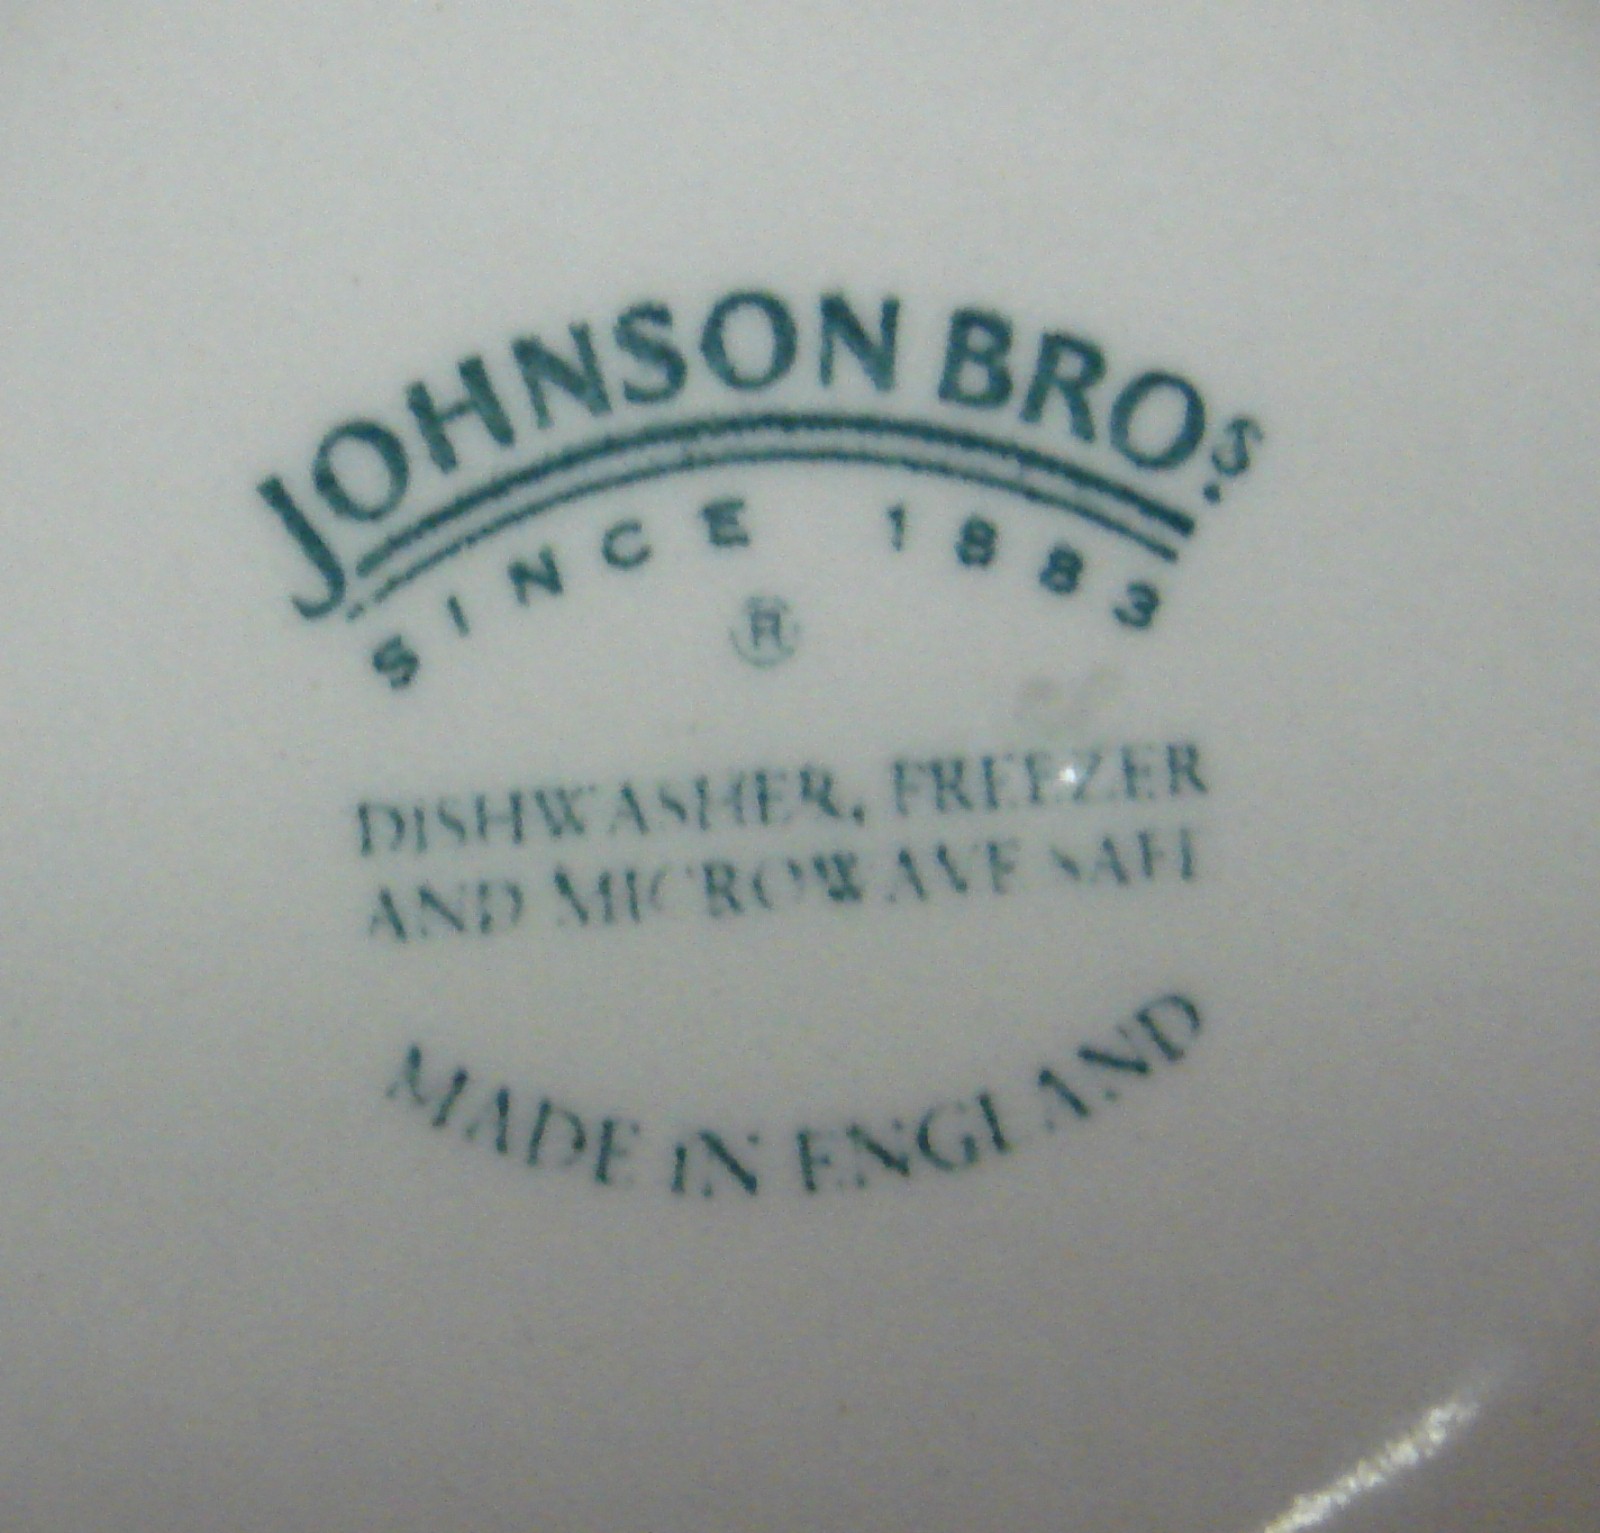 JOHNSON BROS.
SINCE 1883
®
DISHWASHER, FREEZER
AND MICROWAVE SAFE
MADE IN ENGLAND